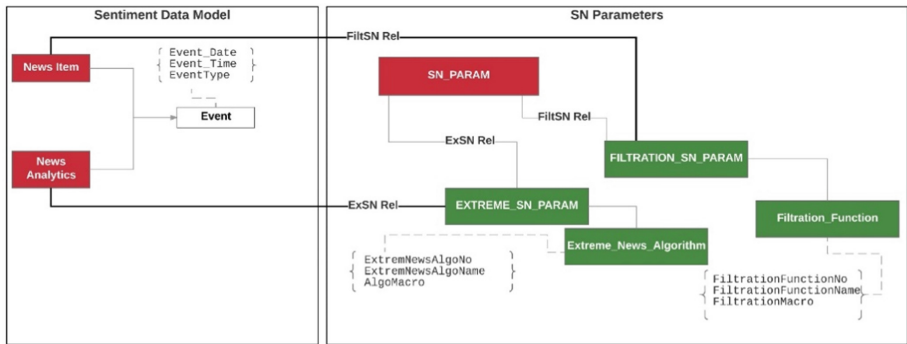 Sentiment Data Model
SN Parameters
FiltSN Rel
Event_Date
Event_Time
EventType
News Item
SN_PARAM
Event
FiltSN Rel
ExSN Rel
FILTRATION_SN_PARAM
News
Analytics
ExSN Rel
EXTREME_SN_PARAM
Filtration_Function
Extreme_News_Algorithm
ExtremNewsAlgoNo
ExtremNewsAlgoName
AlgoMacro
FiltrationFunctionNo
FiltrationFunctionName
FiltrationMacro